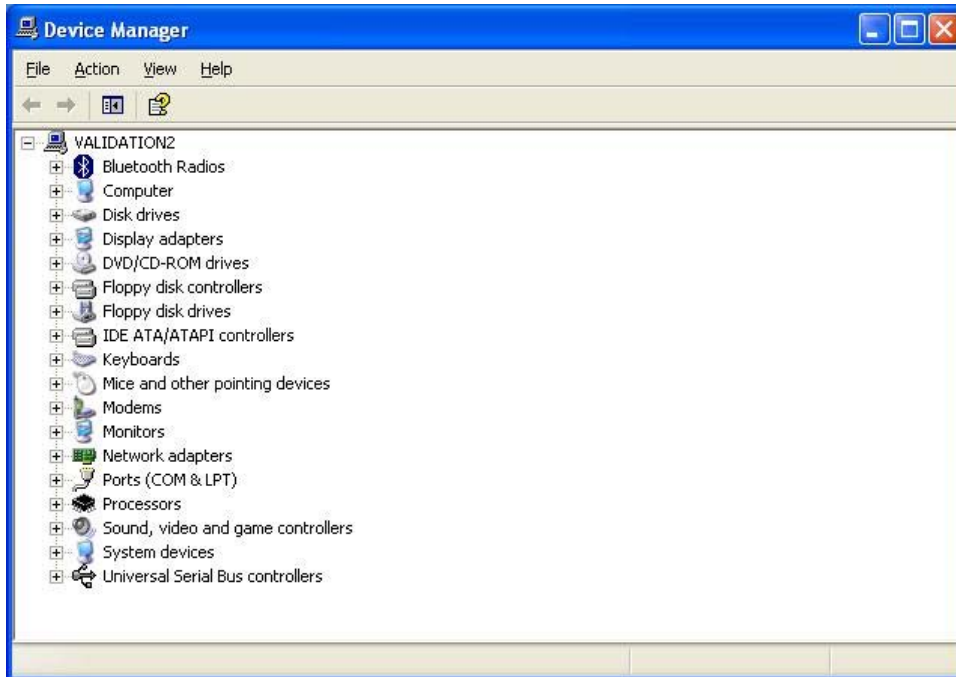 Device Manager
File Action View Help
VALIDATION2
Bluetooth Radios
Computer
Disk drives
Display adapters
DVD/CD-ROM drives
Floppy disk controllers
Floppy disk drives
IDE ATA/ATAPI controllers
Keyboards
Mice and other pointing devices
Modems
Monitors
Network adapters
Ports (COM & LPT)
Processors
Sound, video and game controllers
System devices
Universal Serial Bus controllers